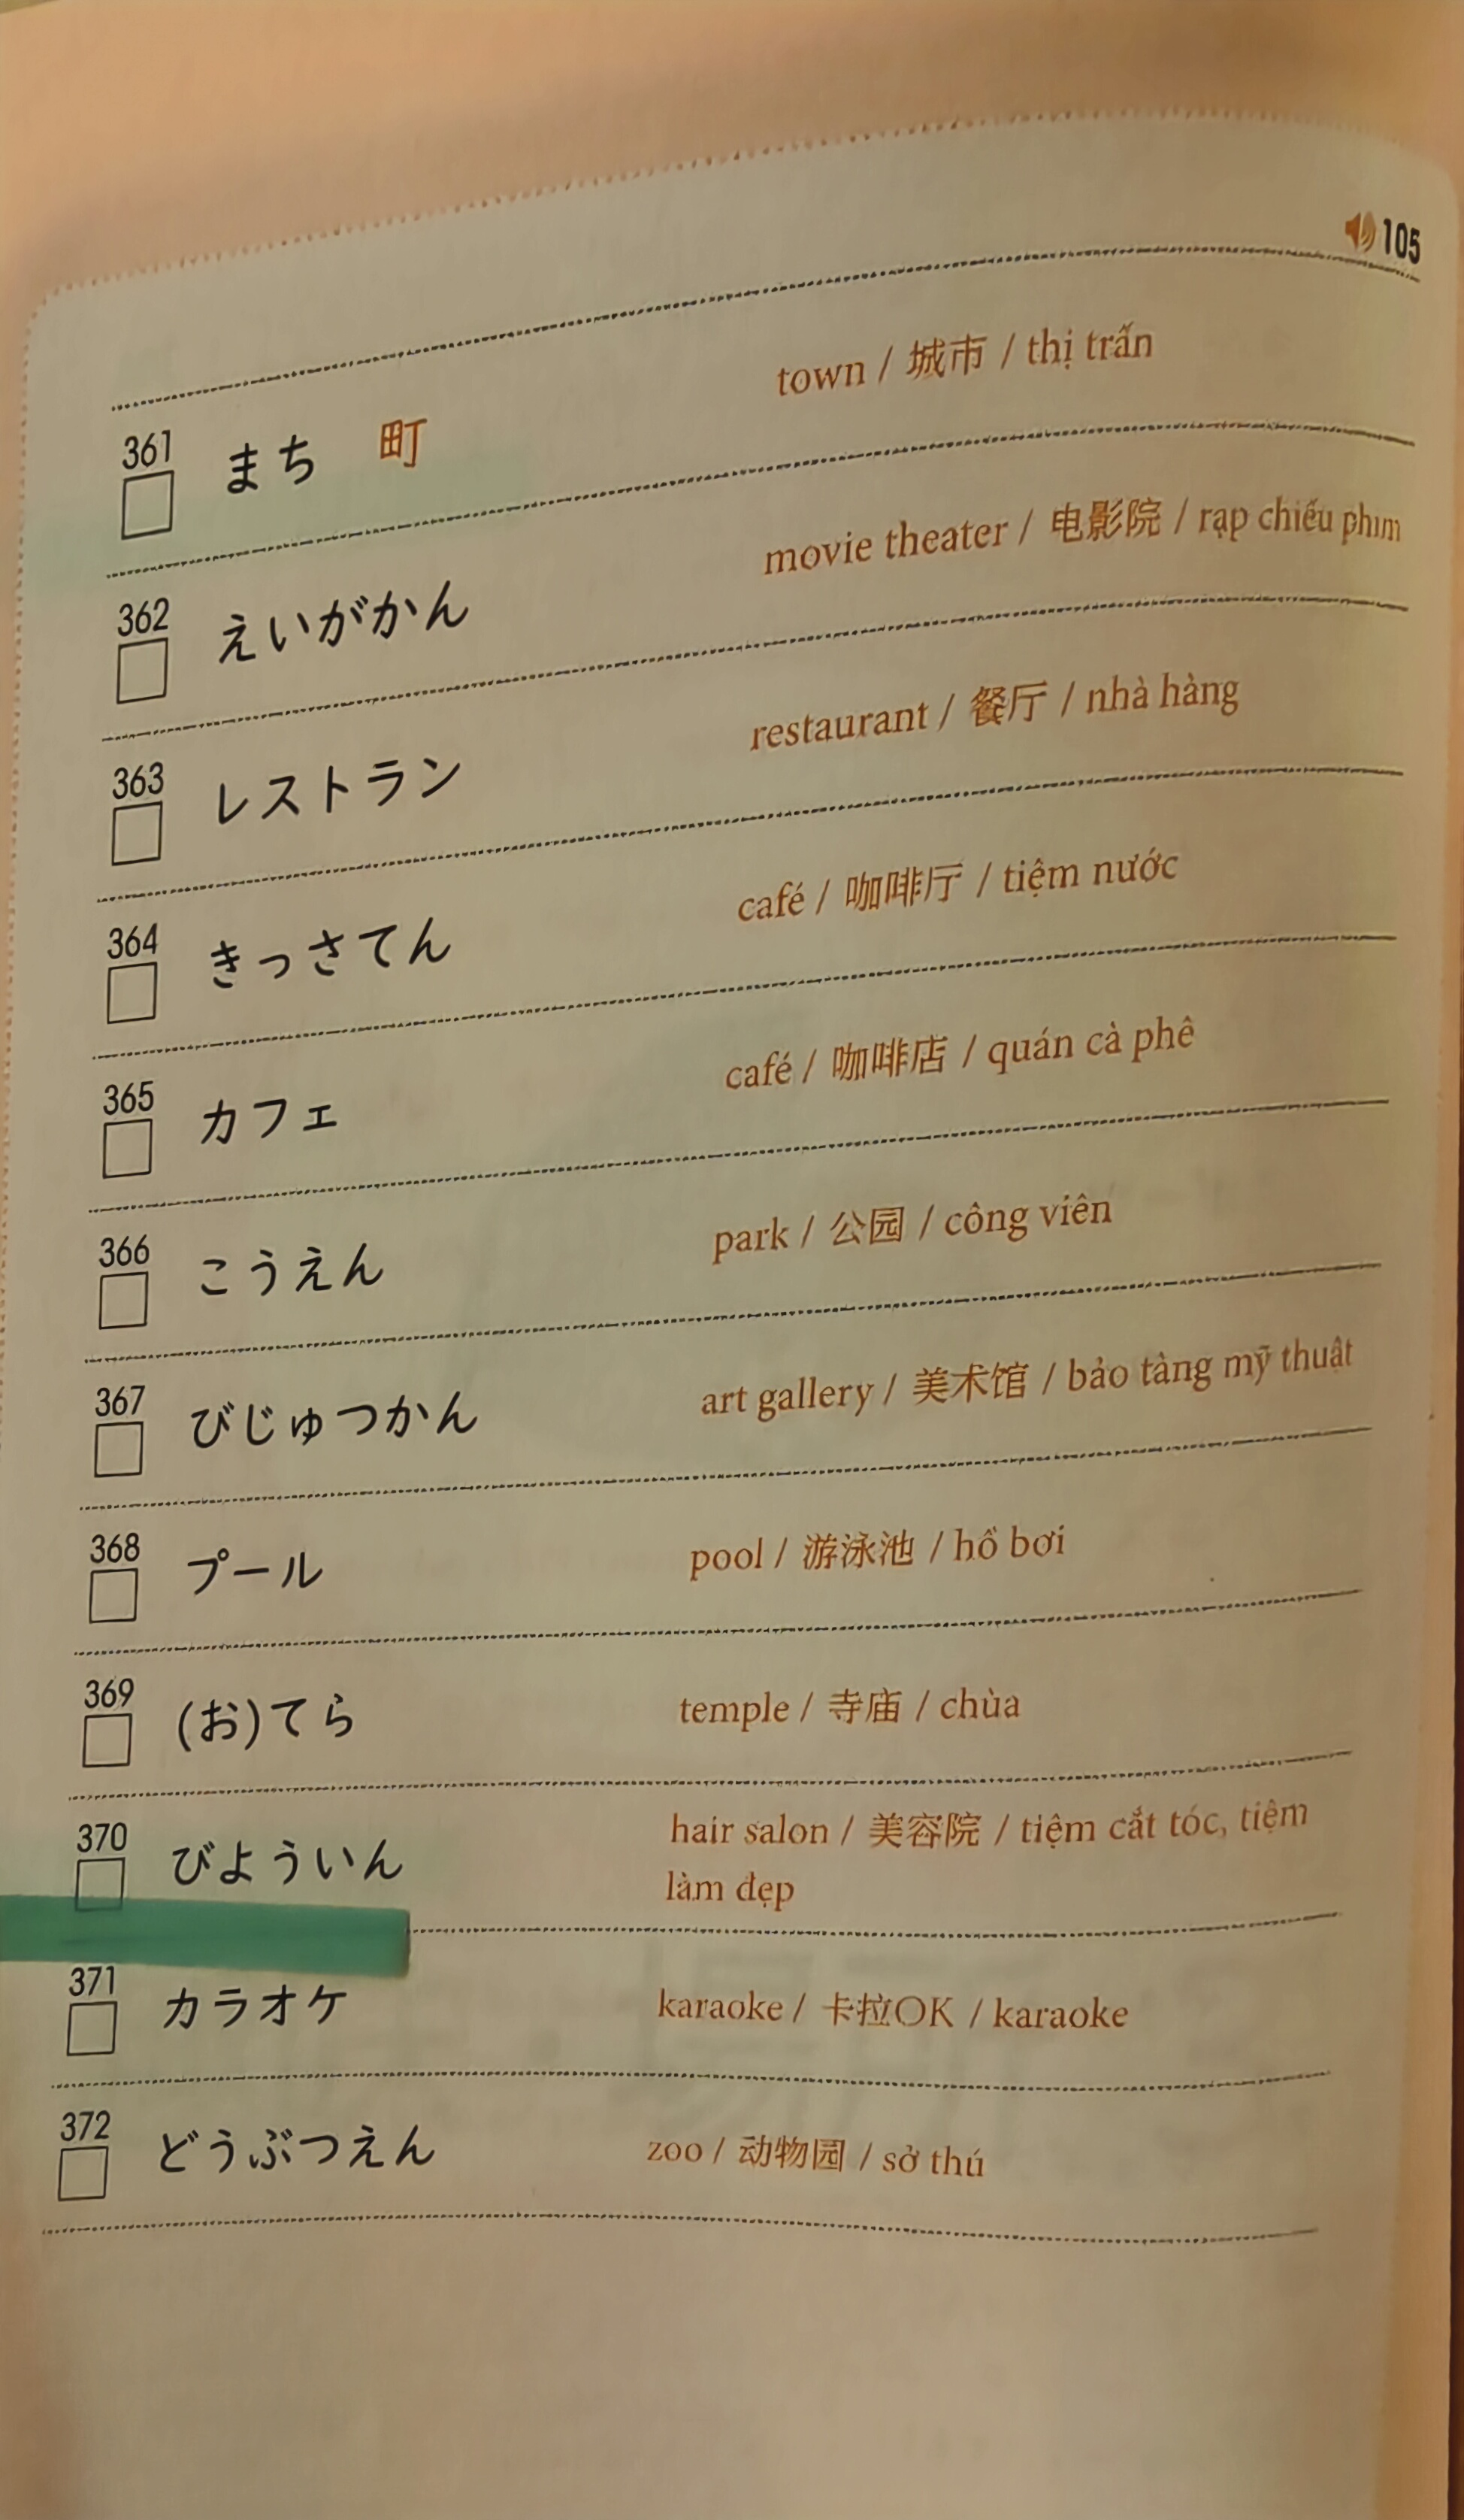 105
361 まち 町 town / 城市 / thị trấn
362 えいがかん movie theater / 电影院 / rạp chiếu phim
363 レストラン restaurant / 餐厅 / nhà hàng
364 きっさてん café / 咖啡厅 / tiệm nước
365 カフェ café / 咖啡店 / quán cà phê
366 こうえん park / 公园 / công viên
367 びじゅつかん art gallery / 美术馆 / bảo tàng mỹ thuật
368 プール pool / 游泳池 / hồ bơi
369 (お)てら temple / 寺庙 / chùa
370 びよういん hair salon / 美容院 / tiệm cắt tóc, tiệm
làm đẹp
371 カラオケ karaoke / 卡拉OK / karaoke
372 どうぶつえん zoo / 动物园 / sở thú